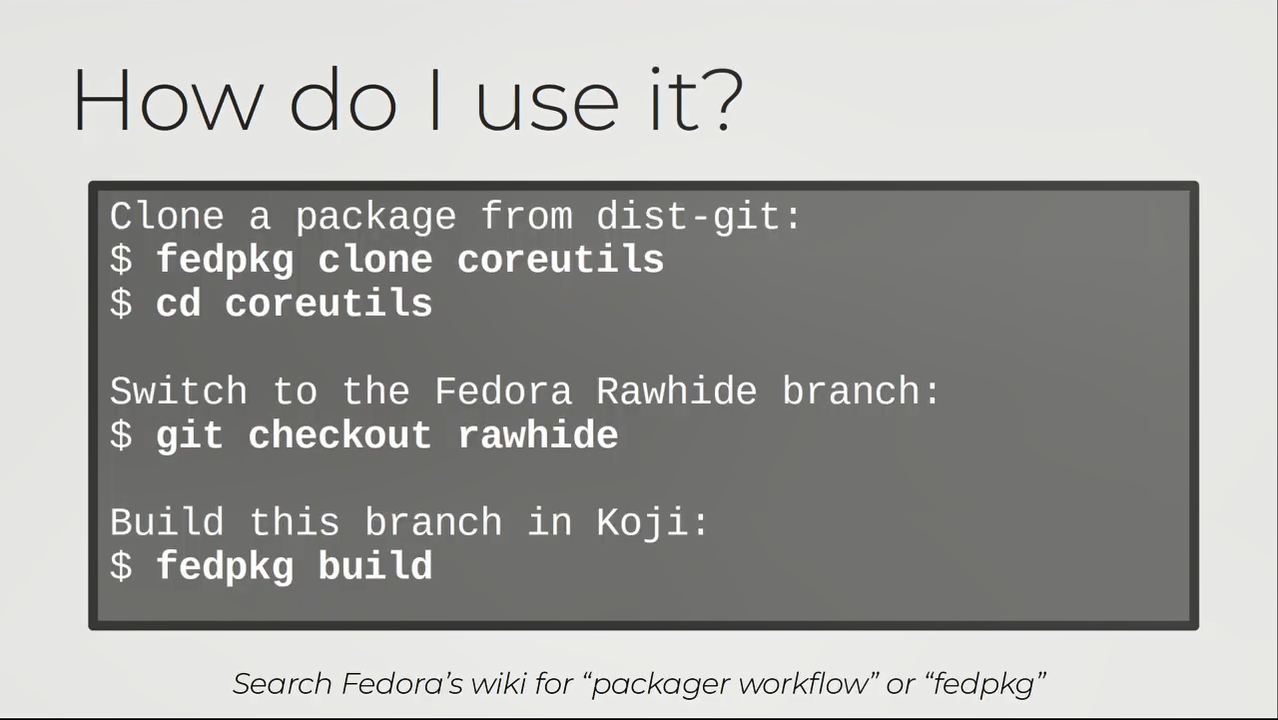 How do I use it?
Clone a package from dist-git:
$ fedpkg clone coreutils
$ cd coreutils
Switch to the Fedora Rawhide branch:
$ git checkout rawhide
Build this branch in Koji:
$ fedpkg build
Search Fedora’s wiki for “packager workflow” or “fedpkg”